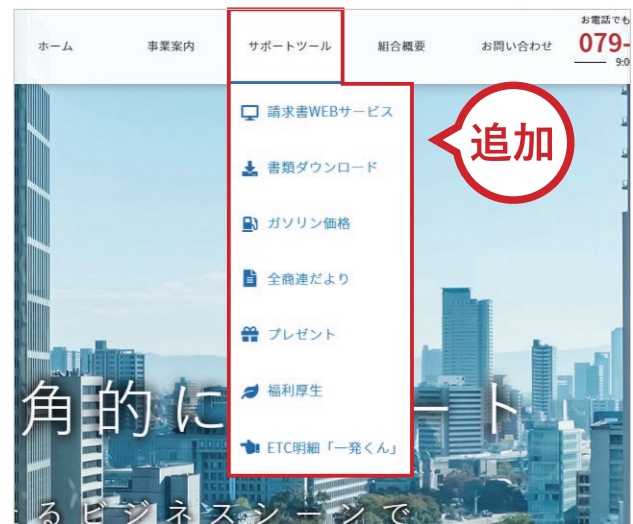 お電話でも
ホーム 事業案内 サポートツール 組合概要 お問い合わせ 079-
9:0
請求書WEBサービス
追加
書類ダウンロード
ガソリン価格
全商連だより
プレゼント
福利厚生
ETC明細「一発くん」
角的に ート
るビジネスシーンで